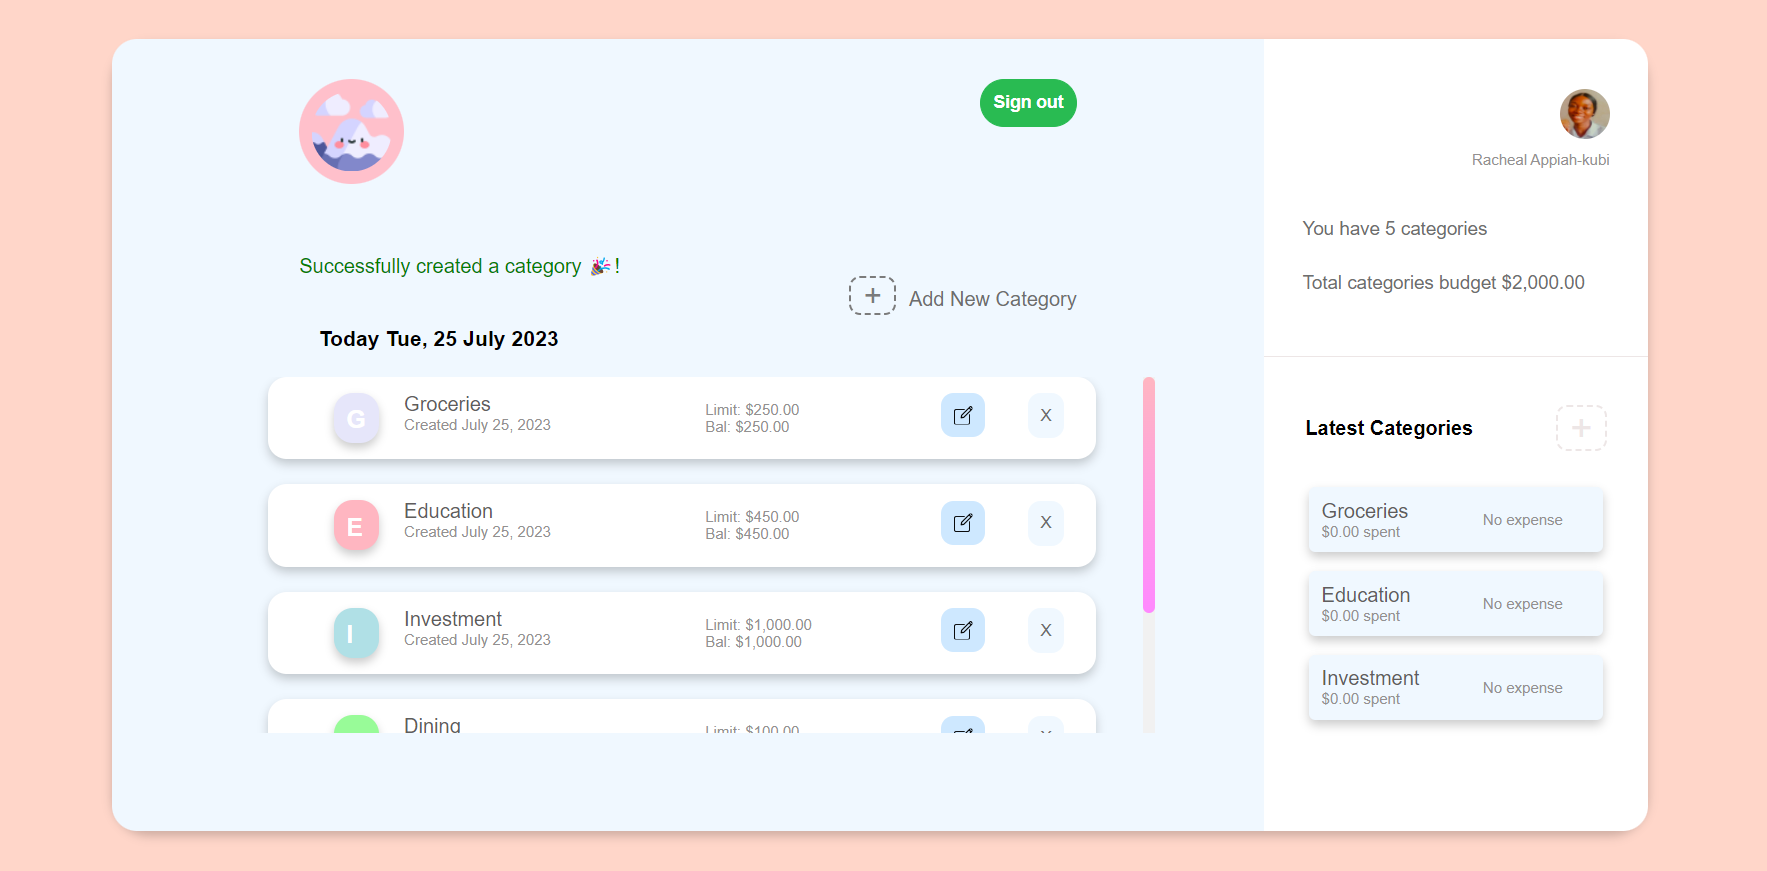 Sign out
Racheal Appiah-kubi
You have 5 categories
Total categories budget $2,000.00
Successfully created a category 🎉 !
+ Add New Category
Today Tue, 25 July 2023
G
Groceries
Created July 25, 2023
Limit: $250.00
Bal: $250.00
X
E
Education
Created July 25, 2023
Limit: $450.00
Bal: $450.00
X
I
Investment
Created July 25, 2023
Limit: $1,000.00
Bal: $1,000.00
X
Dining
Limit: $100.00
Latest Categories
+
Groceries
$0.00 spent
No expense
Education
$0.00 spent
No expense
Investment
$0.00 spent
No expense